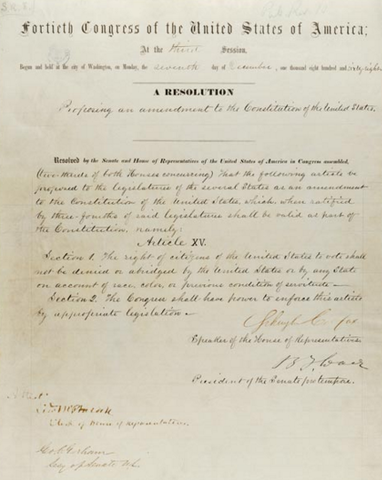 Fortieth Congress of the United States of America;
At the third Session,
Begun and held at the city of Washington, on Monday, the seventh day of December, one thousand eight hundred and sixty-eight
A RESOLUTION
Proposing an amendment to the Constitution of the United States.
Resolved by the Senate and House of Representatives of the United States of America in Congress assembled,
(two-thirds of both Houses concurring) That the following article be
proposed to the legislatures of the several States as an amendment
to the Constitution of the United States, which, when ratified
by three-fourths of said legislatures shall be valid as part of
the Constitution, namely:
Article XV.
Section 1. The right of citizens of the United States to vote shall
not be denied or abridged by the United States or by any State
on account of race, color, or previous condition of servitude—
Section 2. The Congress shall have power to enforce this article
by appropriate legislation—
Schuyler Colfax
Speaker of the House of Representatives.
B. F. Wade
President of the Senate pro tempore.
Attest
Clerk of House of Representatives.
Geo. C. Gorham
Secy of Senate U.S.